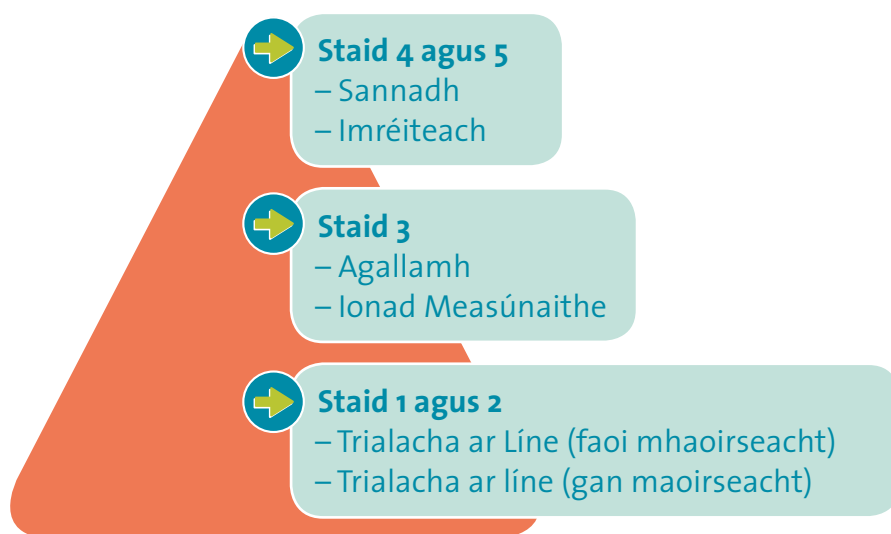 Staid 4 agus 5
– Sannadh
– Imréiteach
Staid 3
– Agallamh
– Ionad Measúnaithe
Staid 1 agus 2
– Trialacha ar Líne (faoi mhaoirseacht)
– Trialacha ar líne (gan maoirseacht)